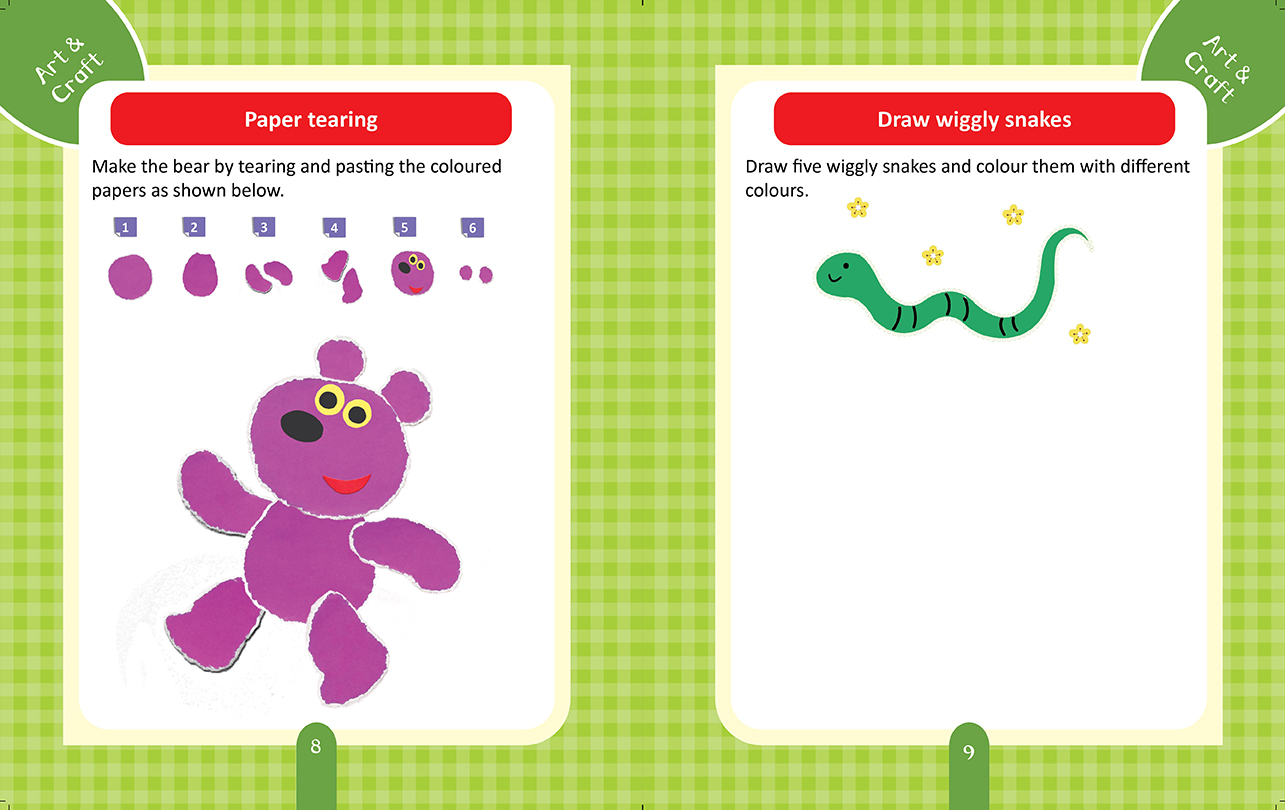 Art &
Craft
Paper tearing
Make the bear by tearing and pasting the coloured
papers as shown below.
1 2 3 4 5 6
8
Art &
Craft
Draw wiggly snakes
Draw five wiggly snakes and colour them with different
colours.
9